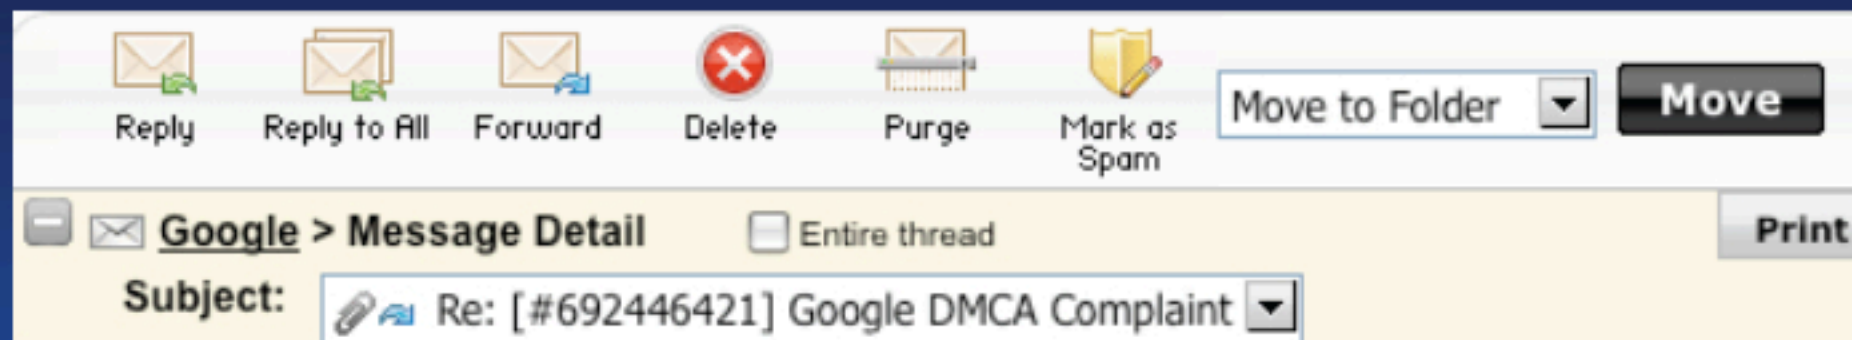 Reply Reply to All Forward Delete Purge Mark as Spam Move to Folder Move
Google > Message Detail Entire thread Print
Subject: Re: [#692446421] Google DMCA Complaint